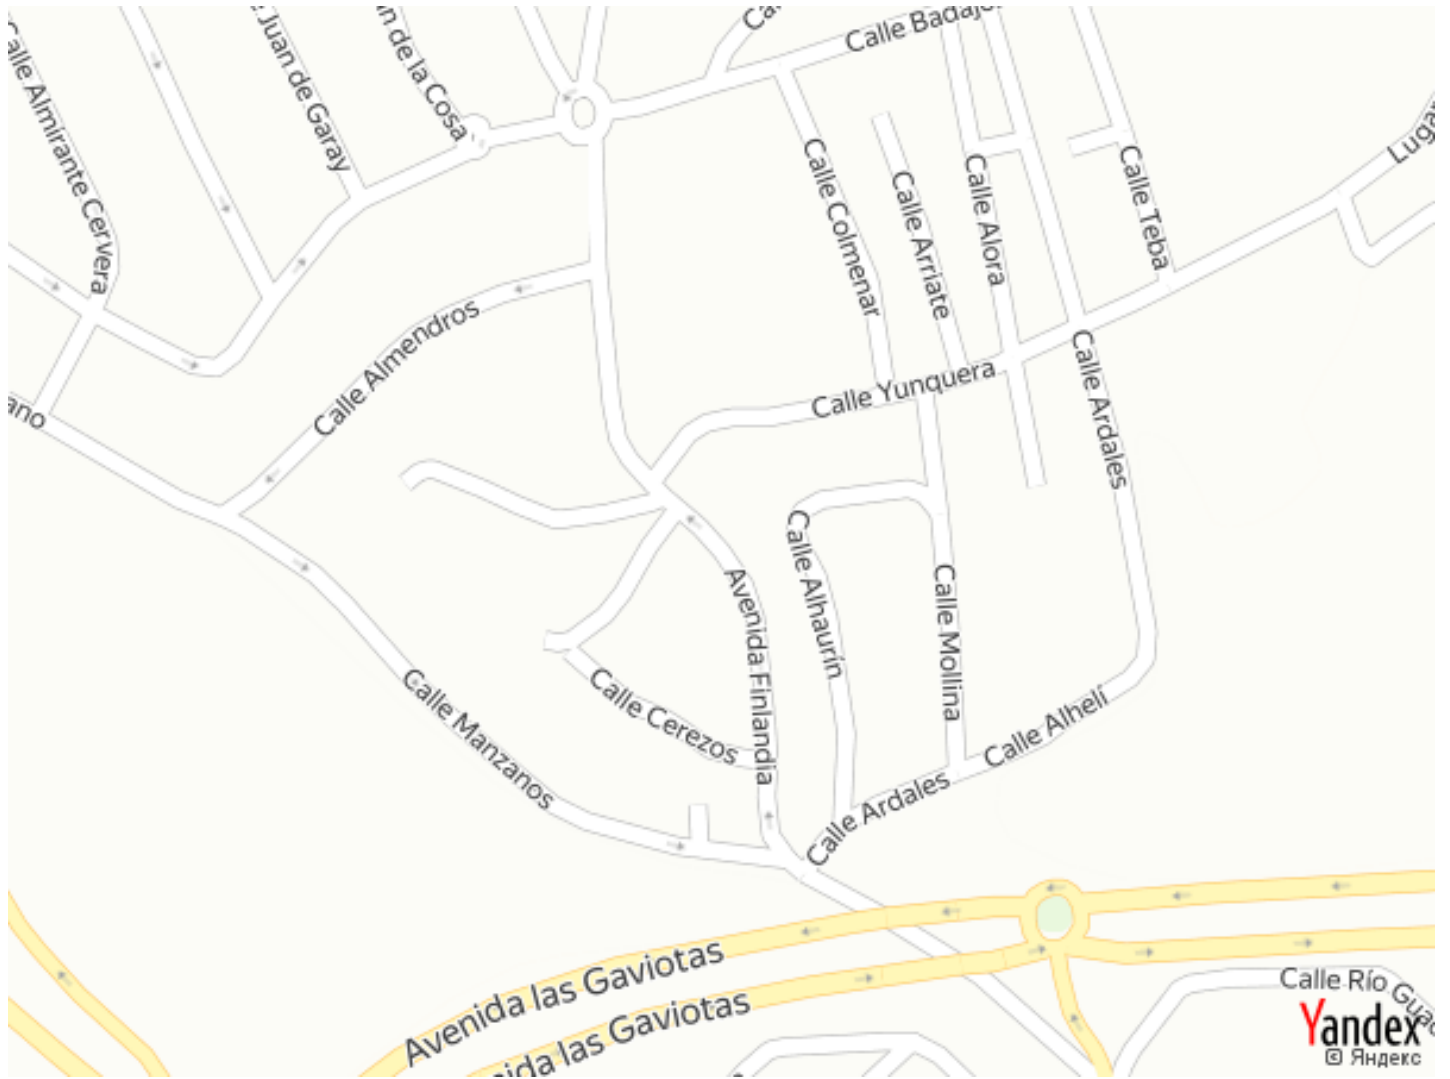 Calle Badajo
Calle Almirante Cervera
Juan de Garay
de la Cosa
Calle Colmenar
Calle Arriate
Calle Alora
Calle Teba
Calle Almendros
Calle Yunquera
Calle Ardales
Calle Alhaurín
Calle Mollina
Avenida Finlandia
Calle Cerezos
Calle Manzanos
Calle Alhelí
Calle Ardales
Avenida las Gaviotas
las Gaviotas
Calle Río
Yandex
© Яндекс